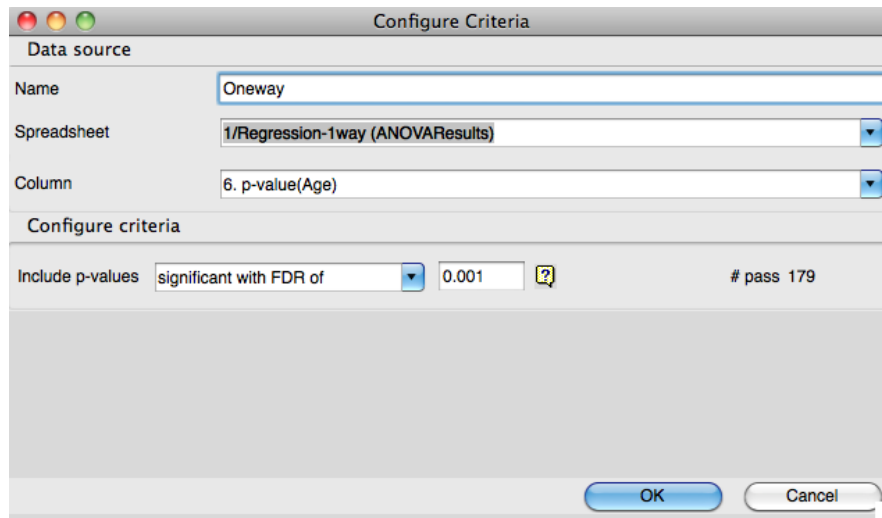 Configure Criteria
Data source
Name Oneway
Spreadsheet 1/Regression-1way (ANOVAResults)
Column 6. p-value(Age)
Configure criteria
Include p-values significant with FDR of 0.001 ? # pass 179
OK Cancel